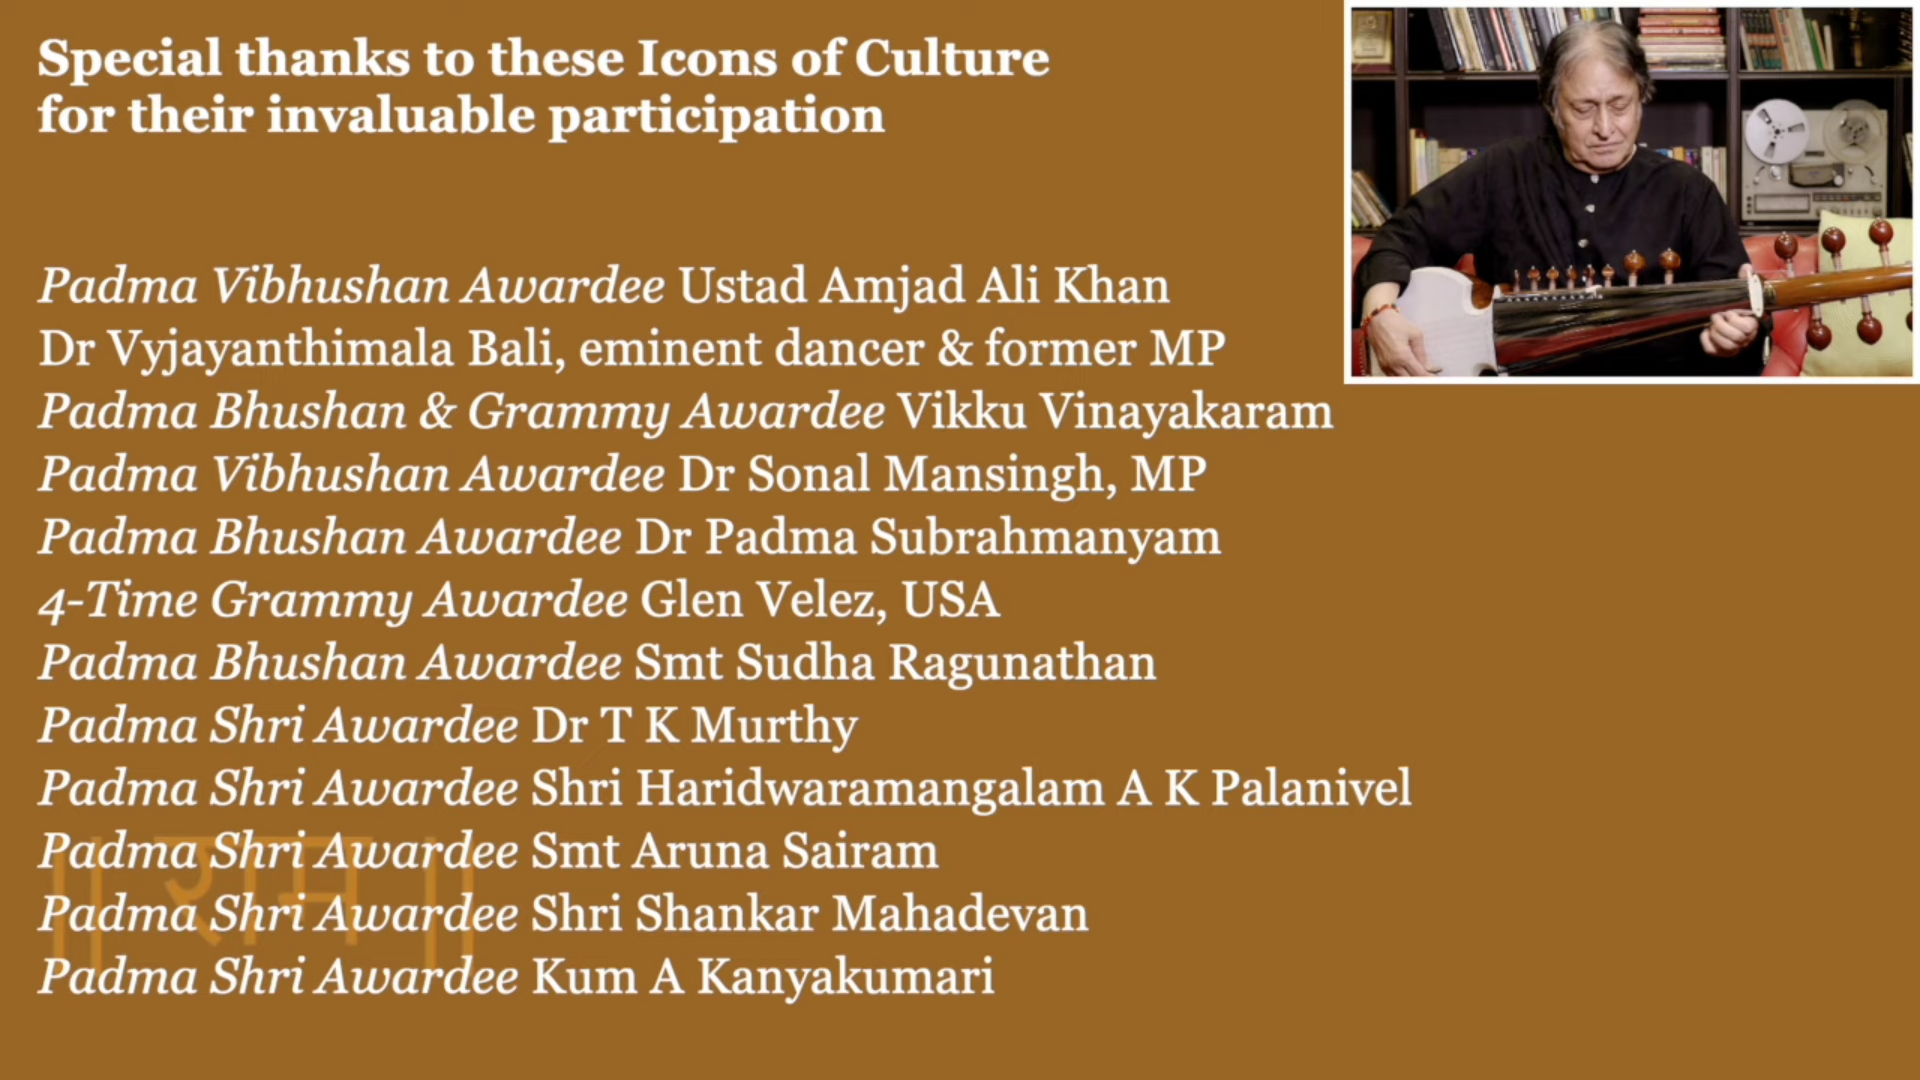 Special thanks to these Icons of Culture
for their invaluable participation
Padma Vibhushan Awardee Ustad Amjad Ali Khan
Dr Vyjayanthimala Bali, eminent dancer & former MP
Padma Bhushan & Grammy Awardee Vikku Vinayakaram
Padma Vibhushan Awardee Dr Sonal Mansingh, MP
Padma Bhushan Awardee Dr Padma Subrahmanyam
4-Time Grammy Awardee Glen Velez, USA
Padma Bhushan Awardee Smt Sudha Ragunathan
Padma Shri Awardee Dr T K Murthy
Padma Shri Awardee Shri Haridwaramangalam A K Palanivel
Padma Shri Awardee Smt Aruna Sairam
Padma Shri Awardee Shri Shankar Mahadevan
Padma Shri Awardee Kum A Kanyakumari
|| राम ||